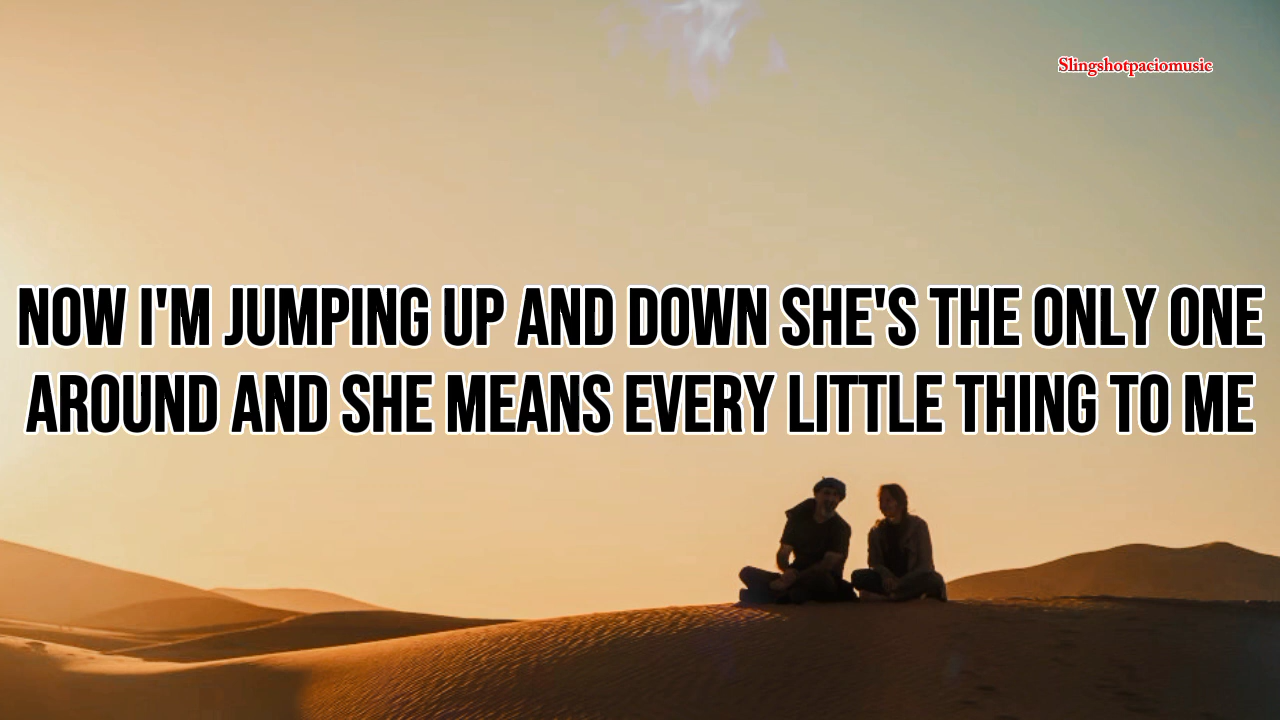 Slingshotpaciomusic
NOW I'M JUMPING UP AND DOWN SHE'S THE ONLY ONE
AROUND AND SHE MEANS EVERY LITTLE THING TO ME